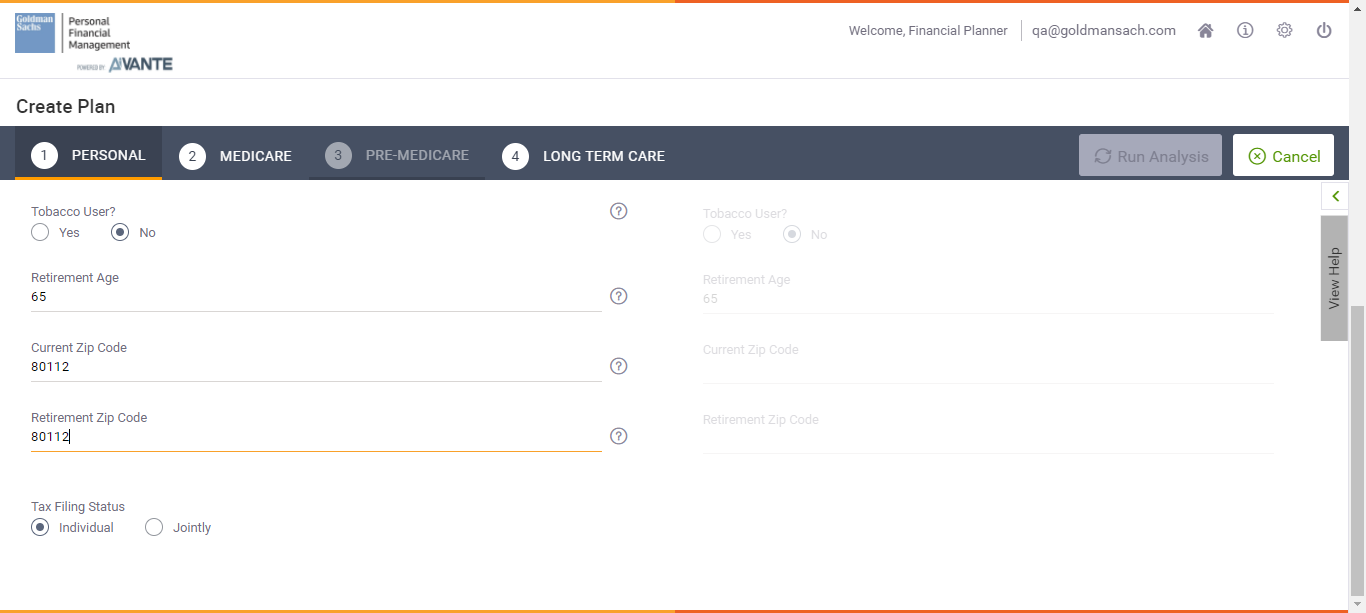 Goldman
Sachs
Personal
Financial
Management
POWERED BY AIVANTE
Welcome, Financial Planner
qa@goldmansach.com
Create Plan
1 PERSONAL
2 MEDICARE
3 PRE-MEDICARE
4 LONG TERM CARE
Run Analysis
Cancel
Tobacco User?
Yes No
Retirement Age
65
Current Zip Code
80112
Retirement Zip Code
80112
Tax Filing Status
Individual Jointly
Tobacco User?
Yes No
Retirement Age
65
Current Zip Code
Retirement Zip Code
View Help